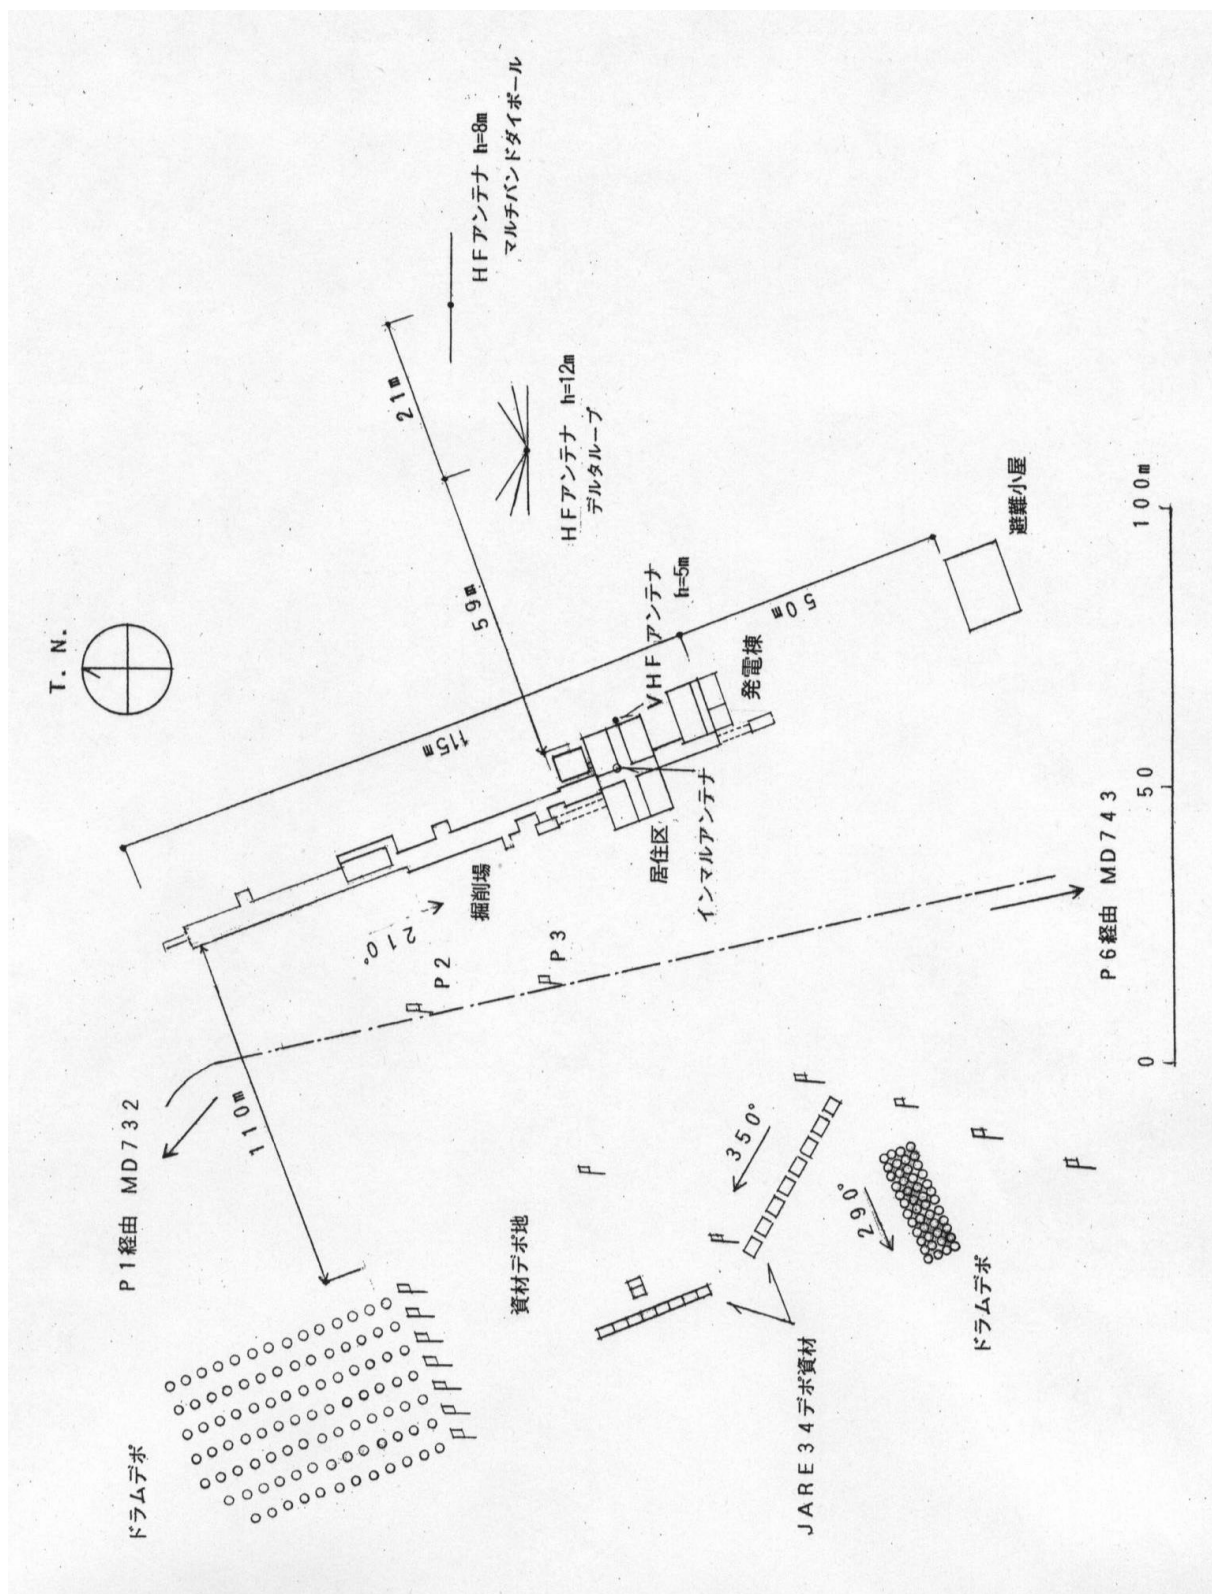 T. N.
HFアンテナ h=8m
マルチバンドダイポール
21m
HFアンテナ h=12m
デルタループ
59m
VHFアンテナ
h=5m
50m
避難小屋
115m
発電棟
居住区
インマルアンテナ
掘削場
210°
P2
P3
P1経由 MD732
110m
P6経由 MD743
0
50
100m
350°
290°
資材デポ地
ドラムデポ
JARE34デポ資材
ドラムデポ